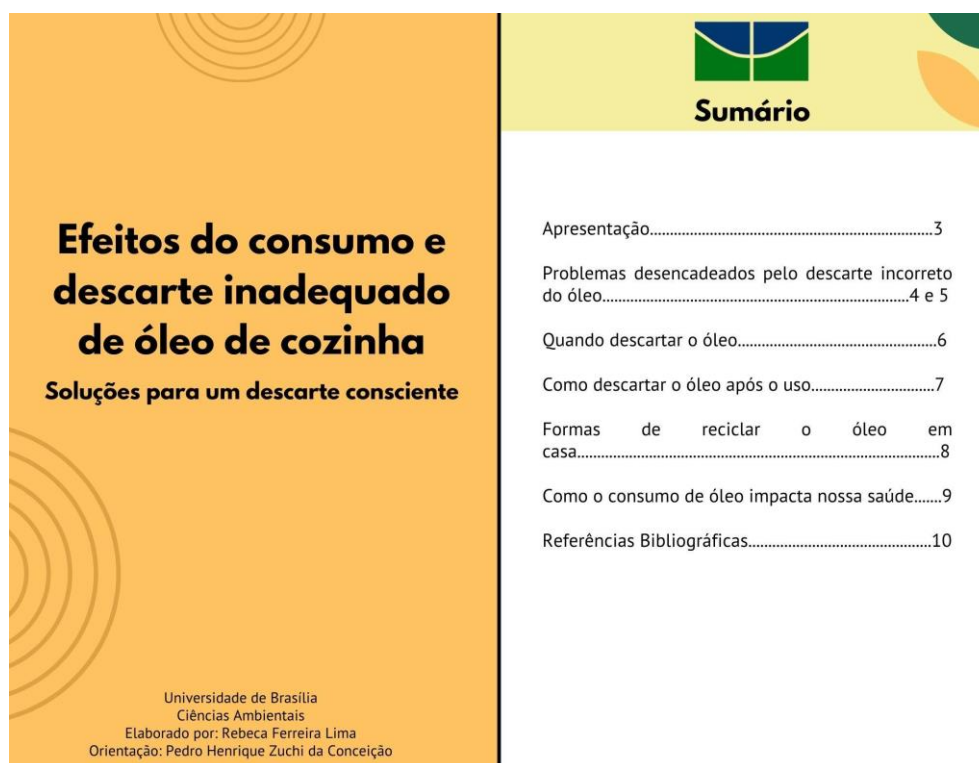 Efeitos do consumo e
descarte inadequado
de óleo de cozinha
Soluções para um descarte consciente
Universidade de Brasília
Ciências Ambientais
Elaborado por: Rebeca Ferreira Lima
Orientação: Pedro Henrique Zuchi da Conceição
Sumário
Apresentação.................................................................3
Problemas desencadeados pelo descarte incorreto
do óleo......................................................................4 e 5
Quando descartar o óleo..............................................6
Como descartar o óleo após o uso............................7
Formas de reciclar o óleo em
casa...................................................................................8
Como o consumo de óleo impacta nossa saúde.......9
Referências Bibliográficas..........................................10